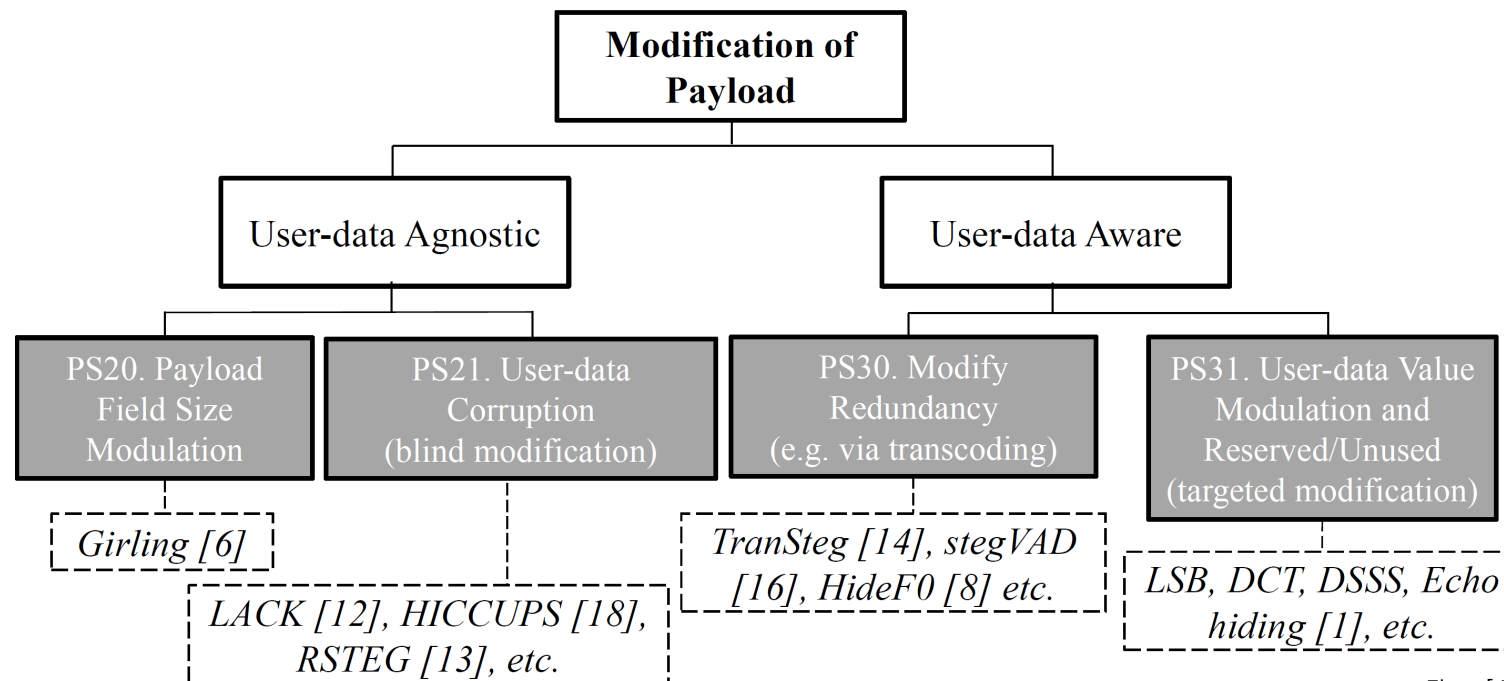 Modification of
Payload
User-data Agnostic
User-data Aware
PS20. Payload
Field Size
Modulation
PS21. User-data
Corruption
(blind modification)
PS30. Modify
Redundancy
(e.g. via transcoding)
PS31. User-data Value
Modulation and
Reserved/Unused
(targeted modification)
Girling [6]
LACK [12], HICCUPS [18],
RSTEG [13], etc.
TranSteg [14], stegVAD
[16], HideF0 [8] etc.
LSB, DCT, DSSS, Echo
hiding [1], etc.